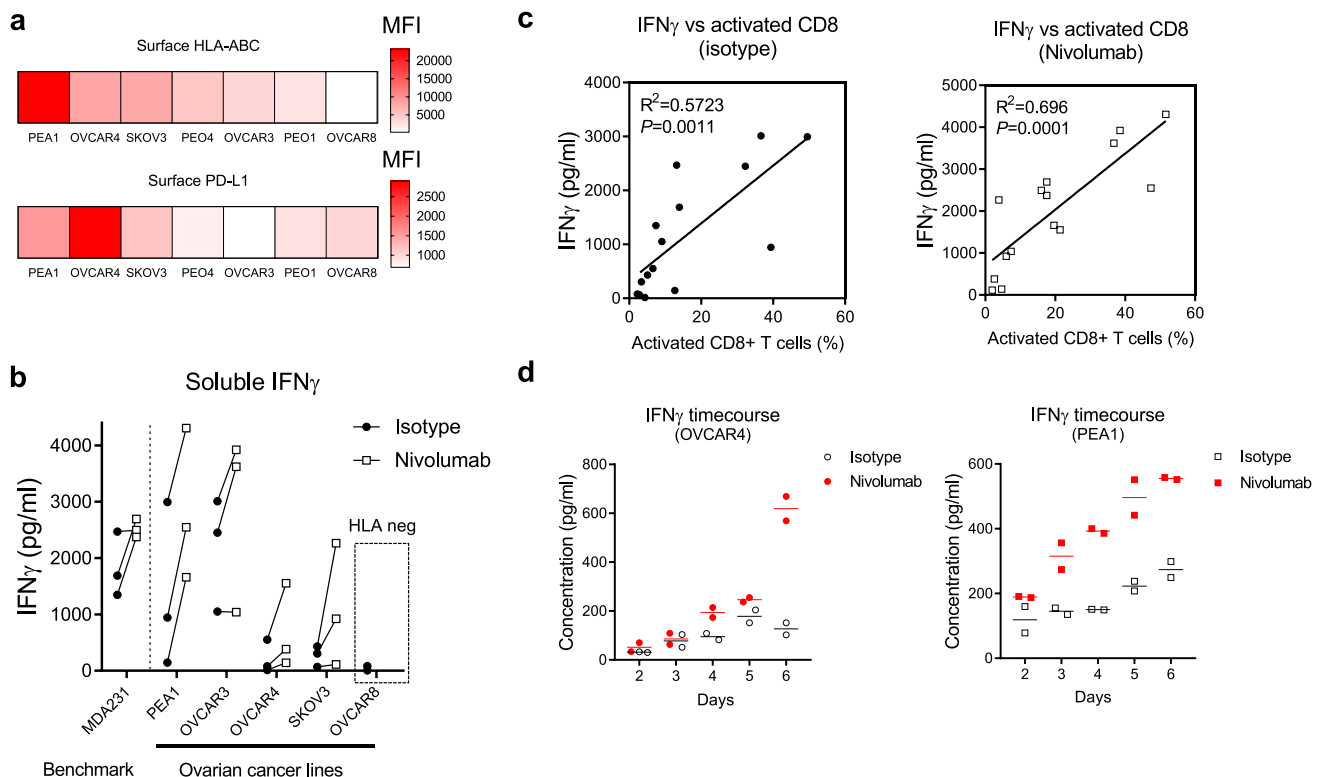 a
Surface HLA-ABC
MFI
20000
15000
10000
5000
PEA1 OVCAR4 SKOV3 PEO4 OVCAR3 PEO1 OVCAR8
Surface PD-L1
MFI
2500
2000
1500
1000
PEA1 OVCAR4 SKOV3 PEO4 OVCAR3 PEO1 OVCAR8
b
Soluble IFNγ
IFNγ (pg/ml)
4000
3000
2000
1000
0
Isotype
Nivolumab
HLA neg
MDA231 PEA1 OVCAR3 OVCAR4 SKOV3 OVCAR8
Benchmark Ovarian cancer lines
c
IFNγ vs activated CD8
(isotype)
R²=0.5723
P=0.0011
IFNγ (pg/ml)
4000
3000
2000
1000
0
0 20 40 60
Activated CD8+ T cells (%)
IFNγ vs activated CD8
(Nivolumab)
R²=0.696
P=0.0001
IFNγ (pg/ml)
5000
4000
3000
2000
1000
0
0 20 40 60
Activated CD8+ T cells (%)
d
IFNγ timecourse
(OVCAR4)
Isotype
Nivolumab
Concentration (pg/ml)
800
600
400
200
0
2 3 4 5 6
Days
IFNγ timecourse
(PEA1)
Isotype
Nivolumab
Concentration (pg/ml)
600
400
200
0
2 3 4 5 6
Days